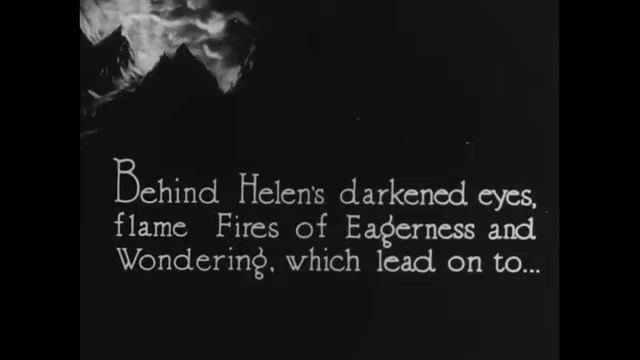 Behind Helen's darkened eyes,
flame Fires of Eagerness and
Wondering, which lead on to...